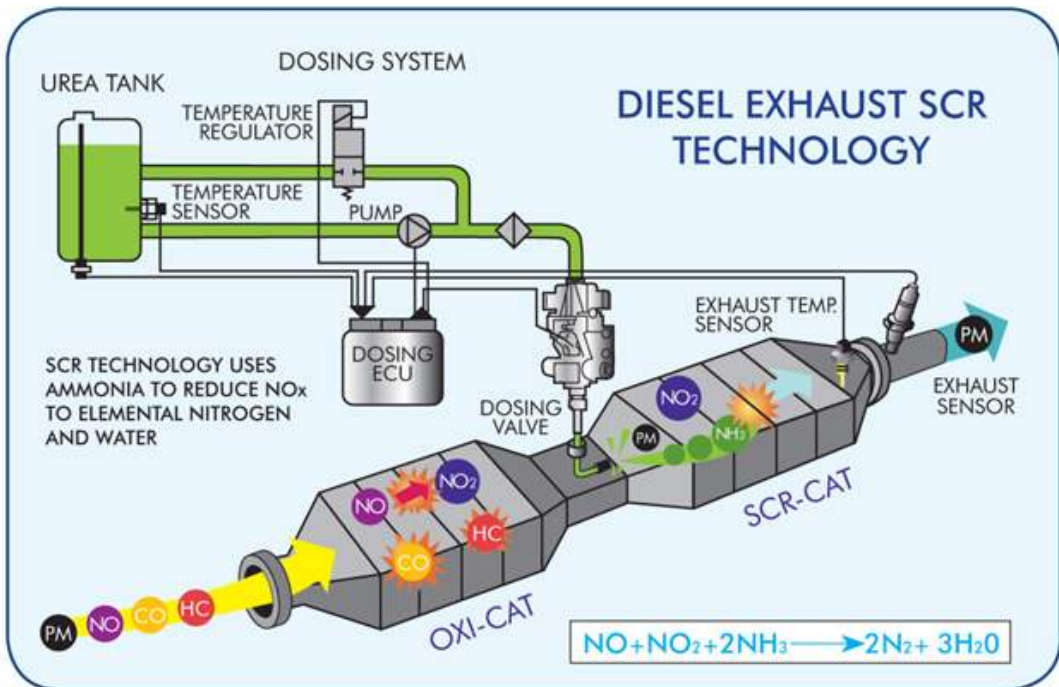 DIESEL EXHAUST SCR
TECHNOLOGY
DOSING SYSTEM
UREA TANK
TEMPERATURE
REGULATOR
TEMPERATURE
SENSOR
PUMP
DOSING
ECU
EXHAUST TEMP.
SENSOR
PM
EXHAUST
SENSOR
SCR TECHNOLOGY USES
AMMONIA TO REDUCE NOx
TO ELEMENTAL NITROGEN
AND WATER
DOSING
VALVE
NO₂
PM
NH₃
SCR-CAT
NO
NO₂
CO
HC
OXI-CAT
PM
NO
CO
HC
NO+NO₂+2NH₃→2N₂+ 3H₂0